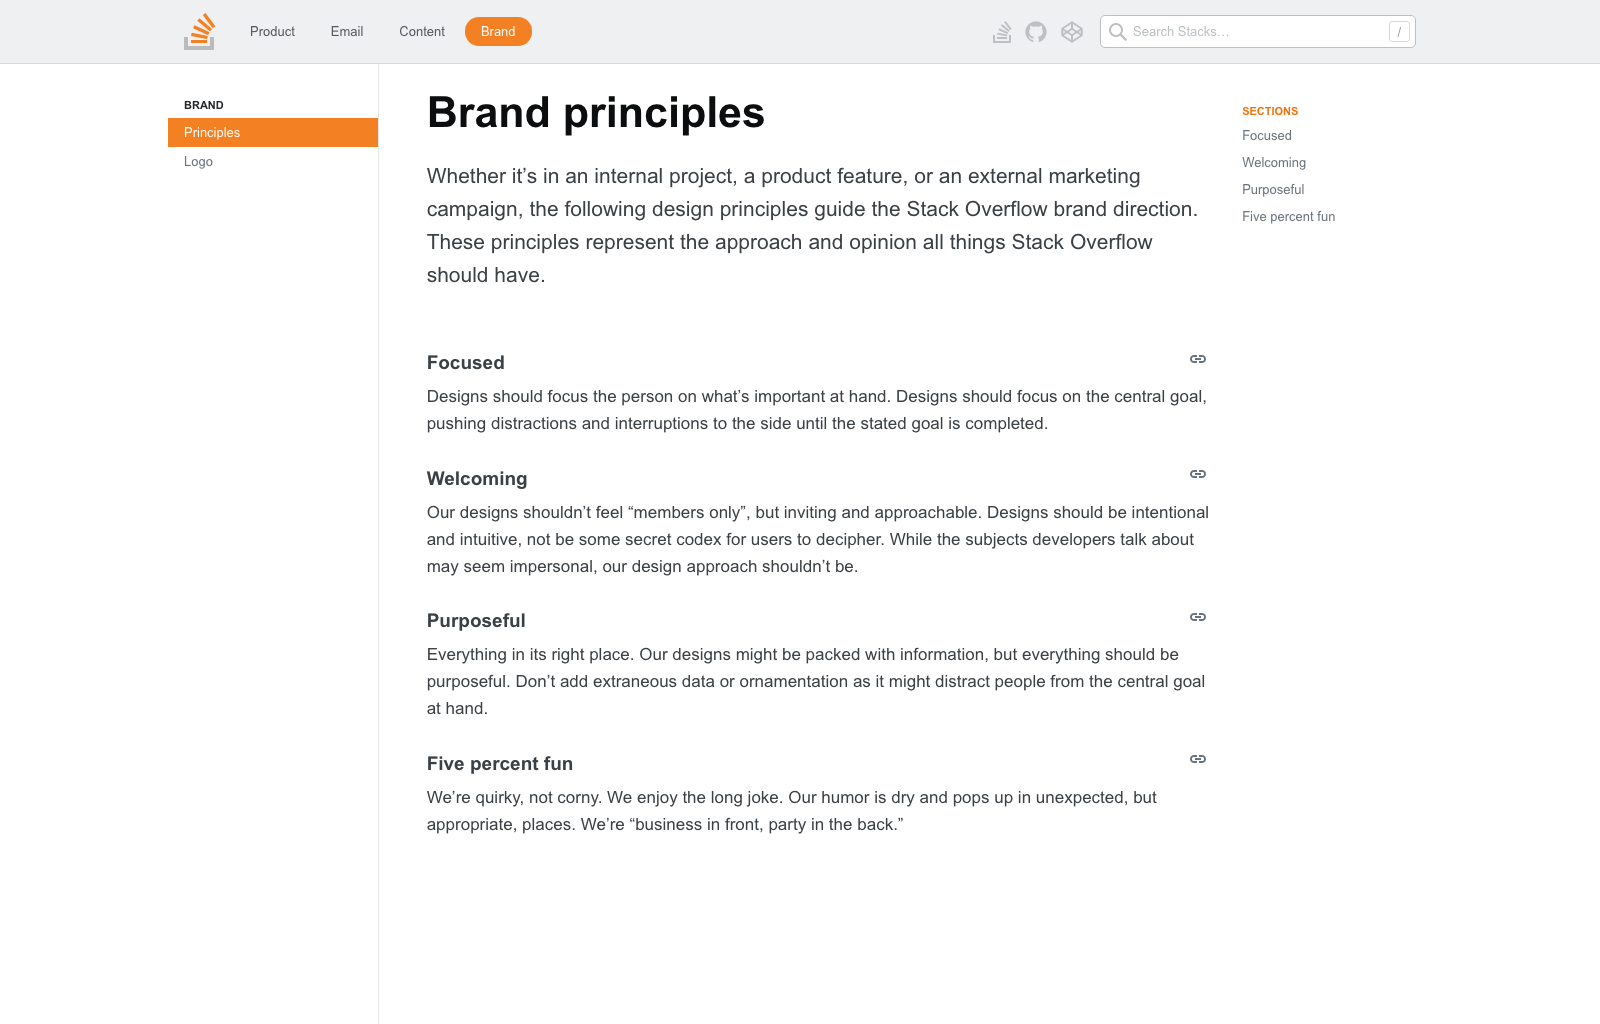 Product
Email
Content
Brand
Search Stacks…
/
BRAND
Principles
Logo
Brand principles
Whether it’s in an internal project, a product feature, or an external marketing
campaign, the following design principles guide the Stack Overflow brand direction.
These principles represent the approach and opinion all things Stack Overflow
should have.
Focused
Designs should focus the person on what’s important at hand. Designs should focus on the central goal,
pushing distractions and interruptions to the side until the stated goal is completed.
Welcoming
Our designs shouldn’t feel “members only”, but inviting and approachable. Designs should be intentional
and intuitive, not be some secret codex for users to decipher. While the subjects developers talk about
may seem impersonal, our design approach shouldn’t be.
Purposeful
Everything in its right place. Our designs might be packed with information, but everything should be
purposeful. Don’t add extraneous data or ornamentation as it might distract people from the central goal
at hand.
Five percent fun
We’re quirky, not corny. We enjoy the long joke. Our humor is dry and pops up in unexpected, but
appropriate, places. We’re “business in front, party in the back.”
SECTIONS
Focused
Welcoming
Purposeful
Five percent fun